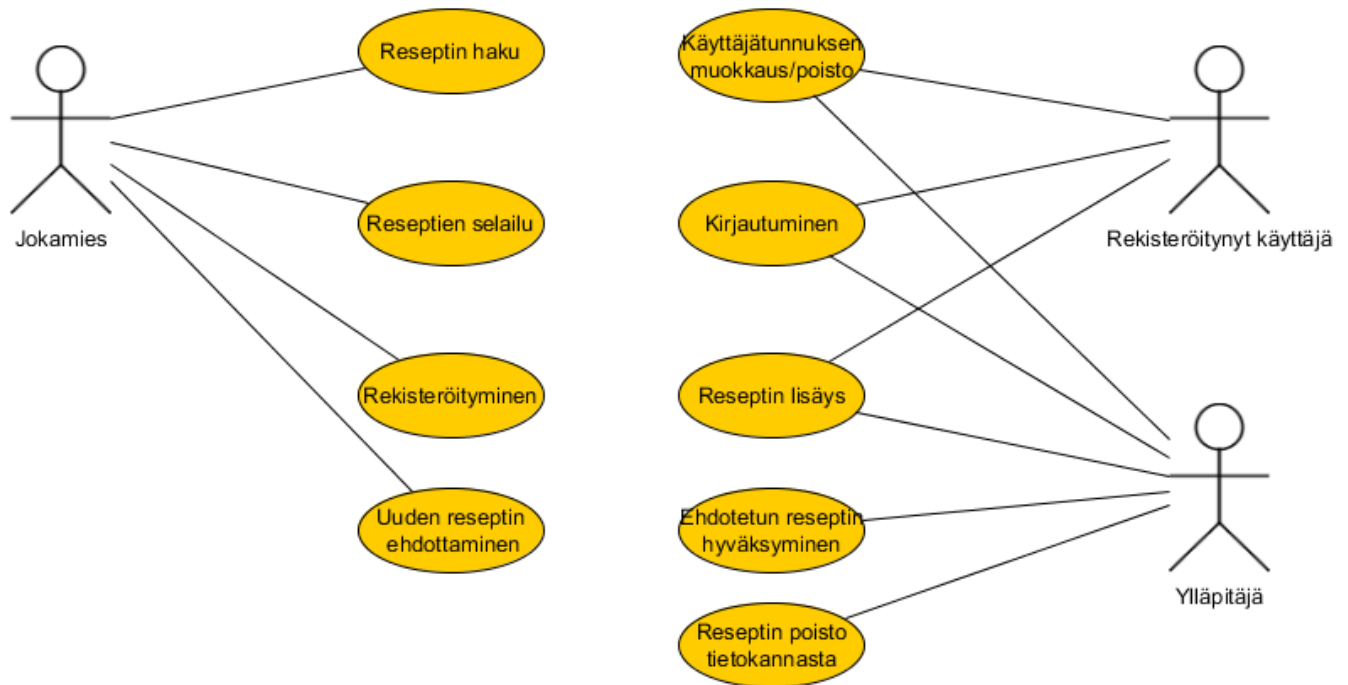 Reseptin haku
Käyttäjätunnuksen
muokkaus/poisto
Jokamies
Reseptien selailu
Kirjautuminen
Rekisteröitynyt käyttäjä
Rekisteröityminen
Reseptin lisäys
Uuden reseptin
ehdottaminen
Ehdotetun reseptin
hyväksyminen
Ylläpitäjä
Reseptin poisto
tietokannasta